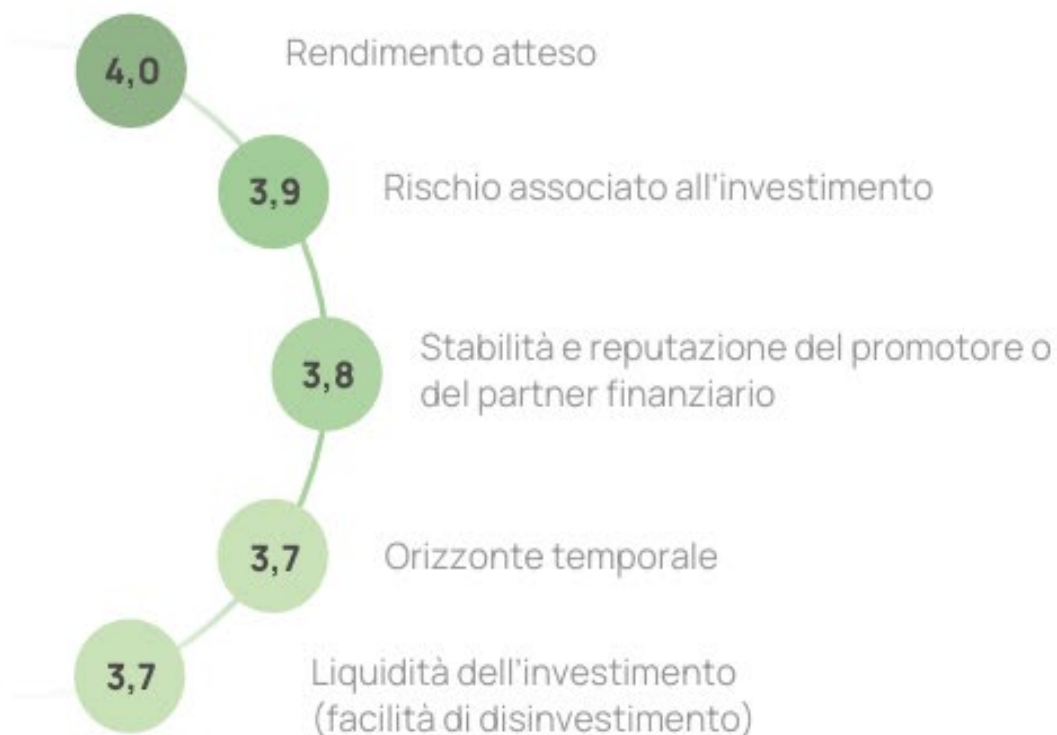 4,0
Rendimento atteso
3,9
Rischio associato all'investimento
3,8
Stabilità e reputazione del promotore o
del partner finanziario
3,7
Orizzonte temporale
3,7
Liquidità dell'investimento
(facilità di disinvestimento)